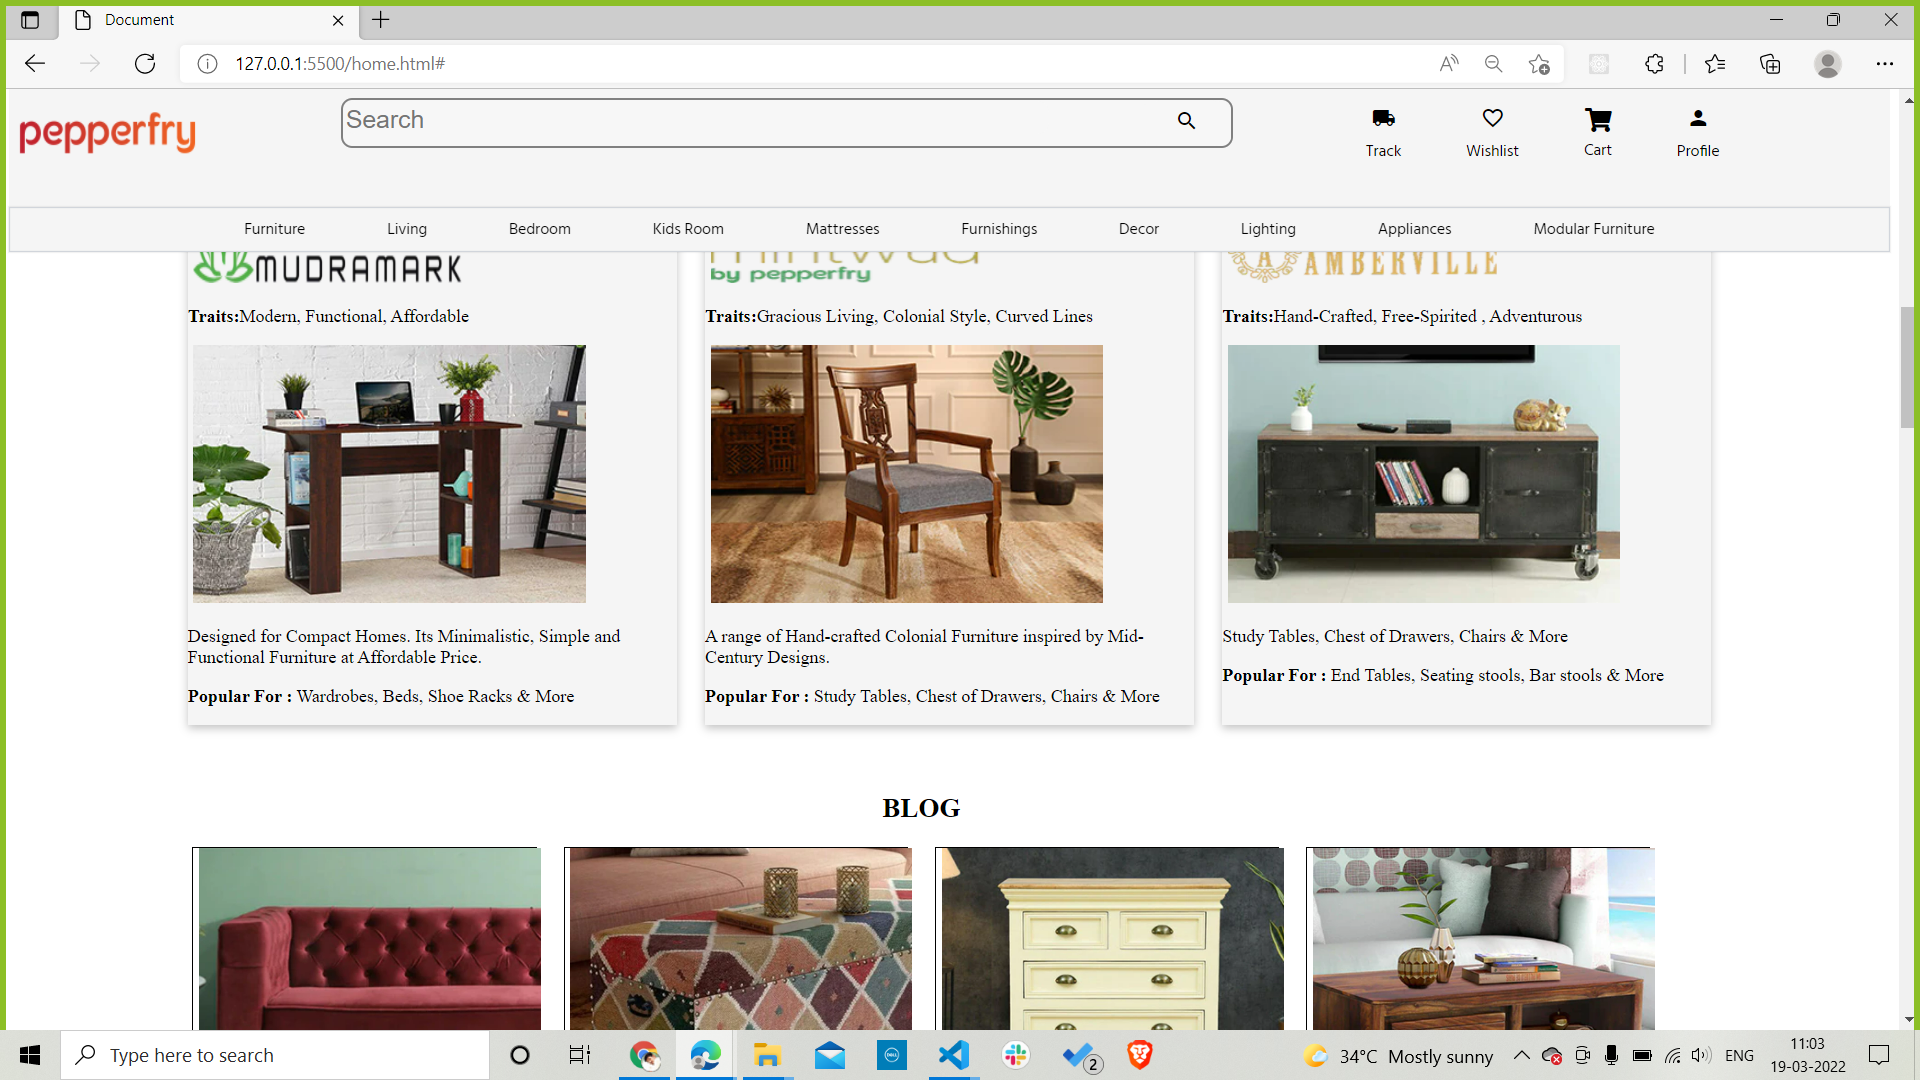 Document
127.0.0.1:5500/home.html#
pepperfry
Search
Track
Wishlist
Cart
Profile
Furniture
Living
Bedroom
Kids Room
Mattresses
Furnishings
Decor
Lighting
Appliances
Modular Furniture
MUDRAMARK
mintwud
by pepperfry
A
AMBERVILLE
Traits:Modern, Functional, Affordable
Traits:Gracious Living, Colonial Style, Curved Lines
Traits:Hand-Crafted, Free-Spirited , Adventurous
Designed for Compact Homes. Its Minimalistic, Simple and
Functional Furniture at Affordable Price.
Popular For : Wardrobes, Beds, Shoe Racks & More
A range of Hand-crafted Colonial Furniture inspired by Mid-
Century Designs.
Popular For : Study Tables, Chest of Drawers, Chairs & More
Study Tables, Chest of Drawers, Chairs & More
Popular For : End Tables, Seating stools, Bar stools & More
BLOG
Type here to search
DELL
2
34°C Mostly sunny
ENG
11:03
19-03-2022